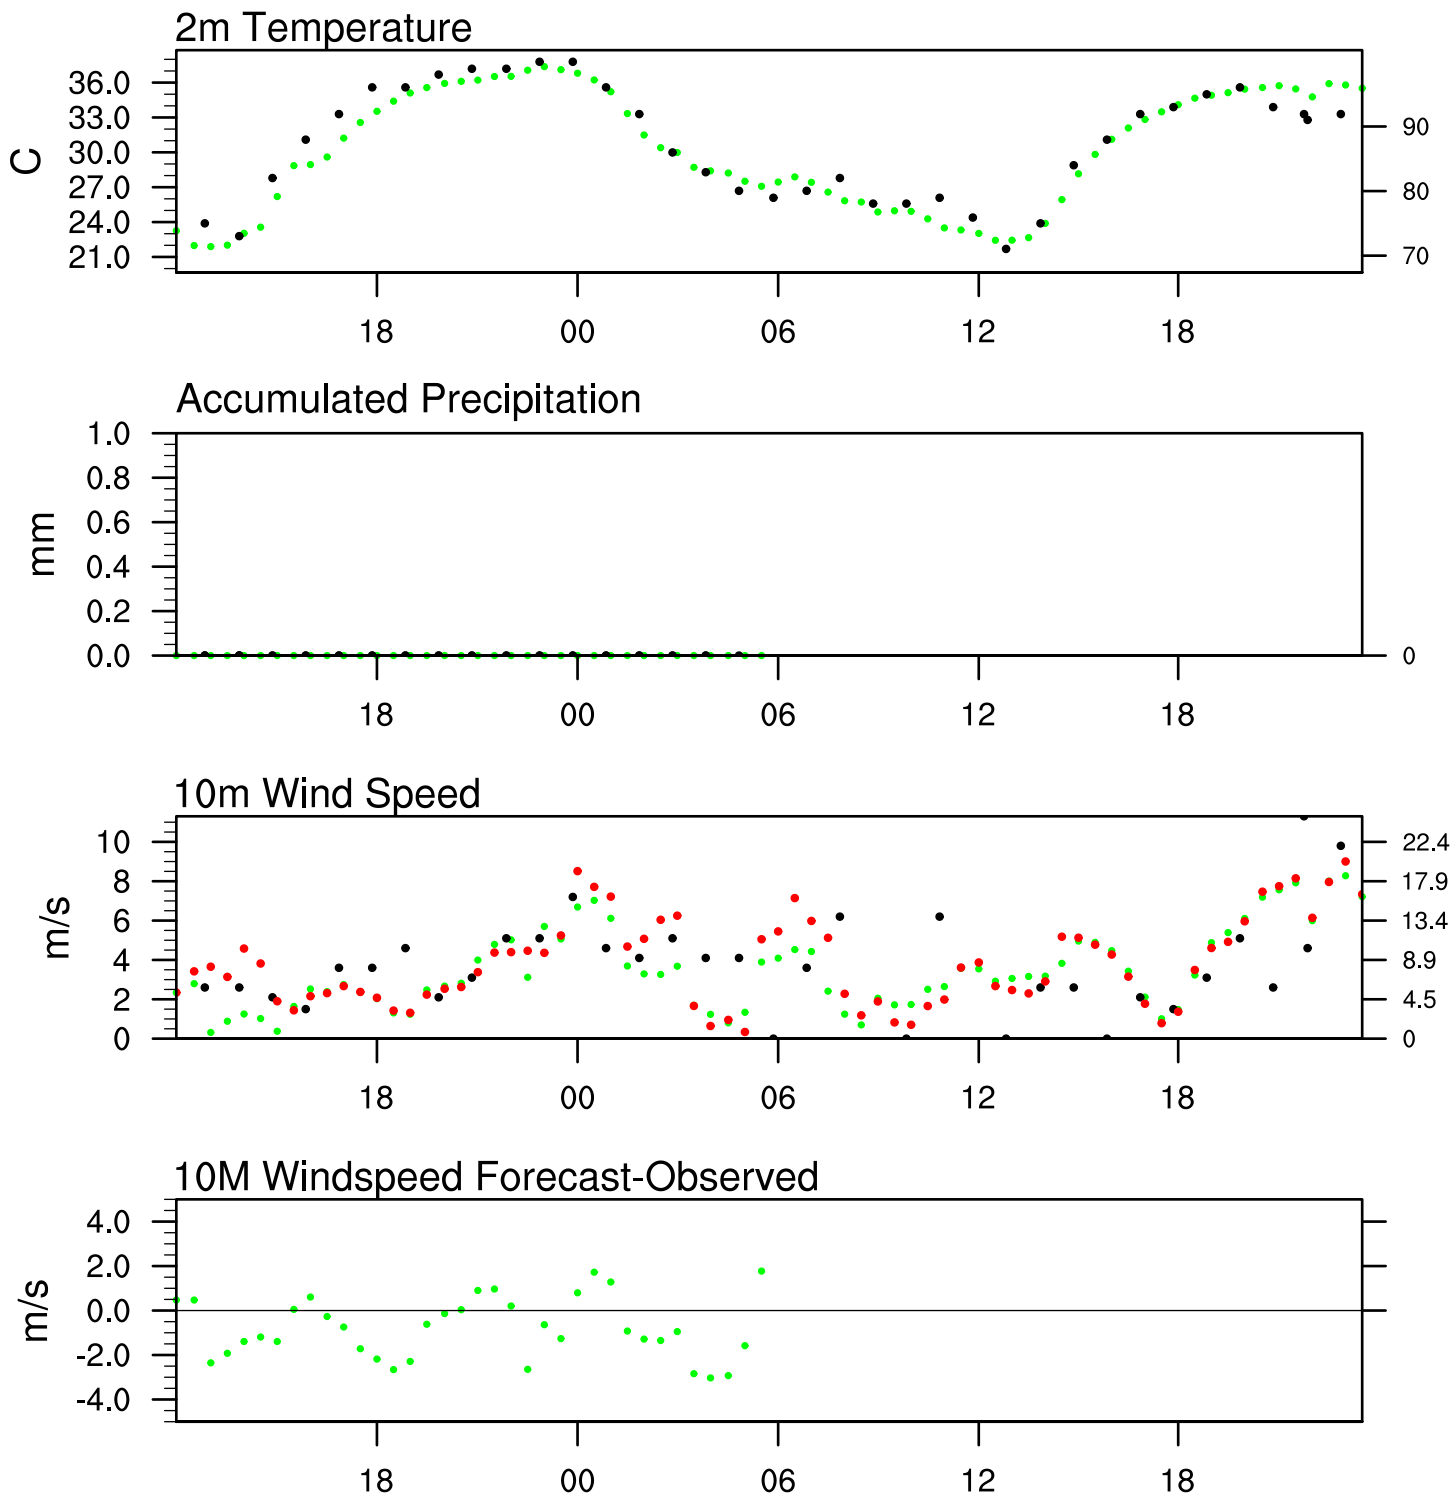 2m Temperature
36.0
33.0
30.0
27.0
24.0
21.0
C
90
80
70
18 00 06 12 18
Accumulated Precipitation
1.0
0.8
0.6
0.4
0.2
0.0
mm
0
18 00 06 12 18
10m Wind Speed
10
8
6
4
2
0
m/s
22.4
17.9
13.4
8.9
4.5
0
18 00 06 12 18
10M Windspeed Forecast-Observed
4.0
2.0
0.0
-2.0
-4.0
m/s
18 00 06 12 18